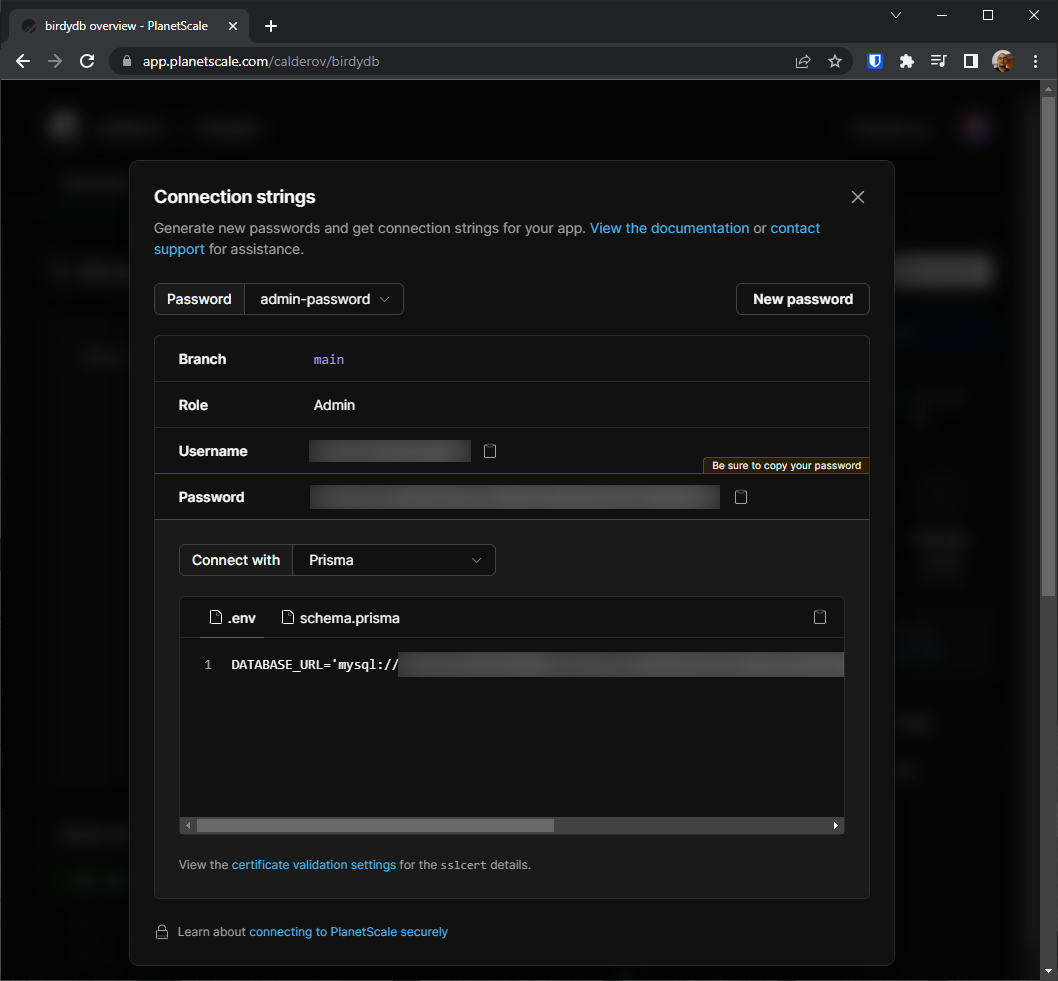 birdydb overview - PlanetScale
app.planetscale.com/calderov/birdydb
Connection strings
Generate new passwords and get connection strings for your app. View the documentation or contact
support for assistance.
Password admin-password New password
Branch main
Role Admin
Username
Be sure to copy your password
Password
Connect with Prisma
.env schema.prisma
1 DATABASE_URL='mysql://
View the certificate validation settings for the sslcert details.
Learn about connecting to PlanetScale securely